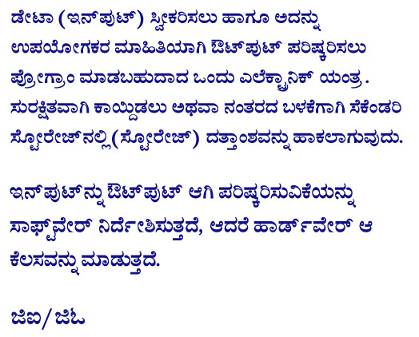 ಡೇಟಾ (ಇನ್‌ಪುಟ್) ಸ್ವೀಕರಿಸಲು ಹಾಗೂ ಅದನ್ನು
ಉಪಯೋಗಕರ ಮಾಹಿತಿಯಾಗಿ ಔಟ್‌ಪುಟ್ ಪರಿಷ್ಕರಿಸಲು
ಪ್ರೋಗ್ರಾಂ ಮಾಡಬಹುದಾದ ಒಂದು ಎಲೆಕ್ಟ್ರಾನಿಕ್ ಯಂತ್ರ.
ಸುರಕ್ಷಿತವಾಗಿ ಕಾಯ್ದಿಡಲು ಅಥವಾ ನಂತರದ ಬಳಕೆಗಾಗಿ ಸೆಕೆಂಡರಿ
ಸ್ಟೋರೇಜ್‌ನಲ್ಲಿ (ಸ್ಟೋರೇಜ್) ದತ್ತಾಂಶವನ್ನು ಹಾಕಲಾಗುವುದು.
ಇನ್‌ಪುಟ್‌ನ್ನು ಔಟ್‌ಪುಟ್ ಆಗಿ ಪರಿಷ್ಕರಿಸುವಿಕೆಯನ್ನು
ಸಾಫ್ಟ್‌ವೇರ್ ನಿರ್ದೇಶಿಸುತ್ತದೆ, ಆದರೆ ಹಾರ್ಡ್‌ವೇರ್ ಆ
ಕೆಲಸವನ್ನು ಮಾಡುತ್ತದೆ.
ಜಿಐ/ಜಿಓ